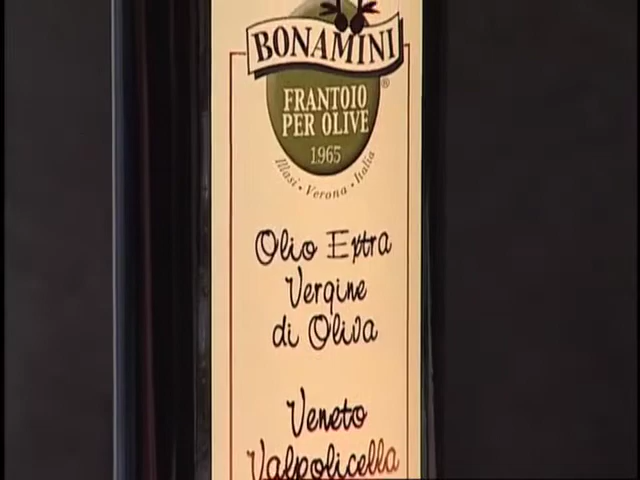 BONAMINI
®
FRANTOIO
PER OLIVE
1965
Illasi • Verona • Italia
Olio Extra
Vergine
di Oliva
Veneto
Valpolicella